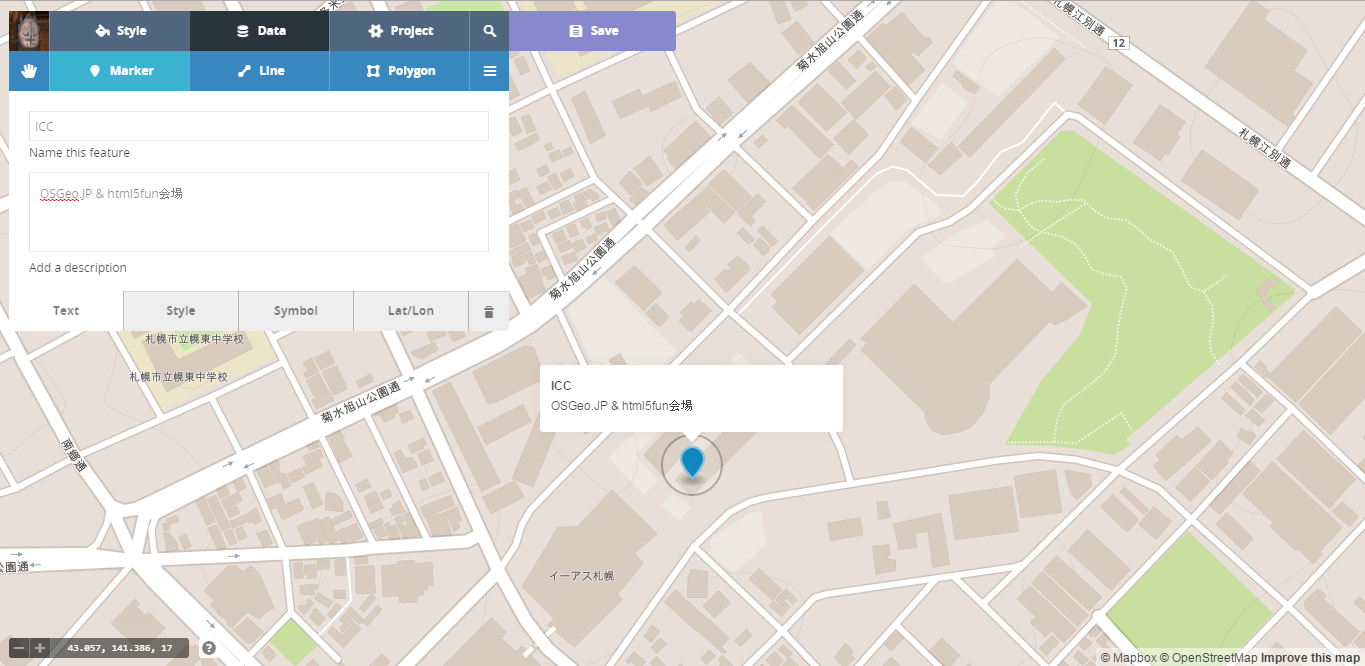 Style
Data
Project
Save
Marker
Line
Polygon
ICC
Name this feature
OSGeo.JP & html5fun会場
Add a description
Text
Style
Symbol
Lat/Lon
札幌市立幌東中学校
札幌市立幌東中学校
菊水旭山公園通
菊水旭山公園通
菊水旭山公園通
札幌江別通
12
札幌江別通
ICC
OSGeo.JP & html5fun会場
南郷通
公園通
イーアス札幌
43.057, 141.386, 17
?
© Mapbox © OpenStreetMap Improve this map